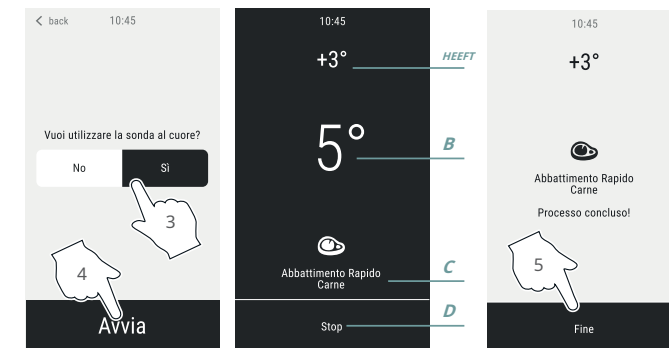 back 10:45
Vuoi utilizzare la sonda al cuore?
No Sì
3
4
Avvia
10:45
+3° HEEFT
5° B
Abbattimento Rapido C
Carne
Stop D
10:45
+3°
Abbattimento Rapido
Carne
Processo concluso!
5
Fine